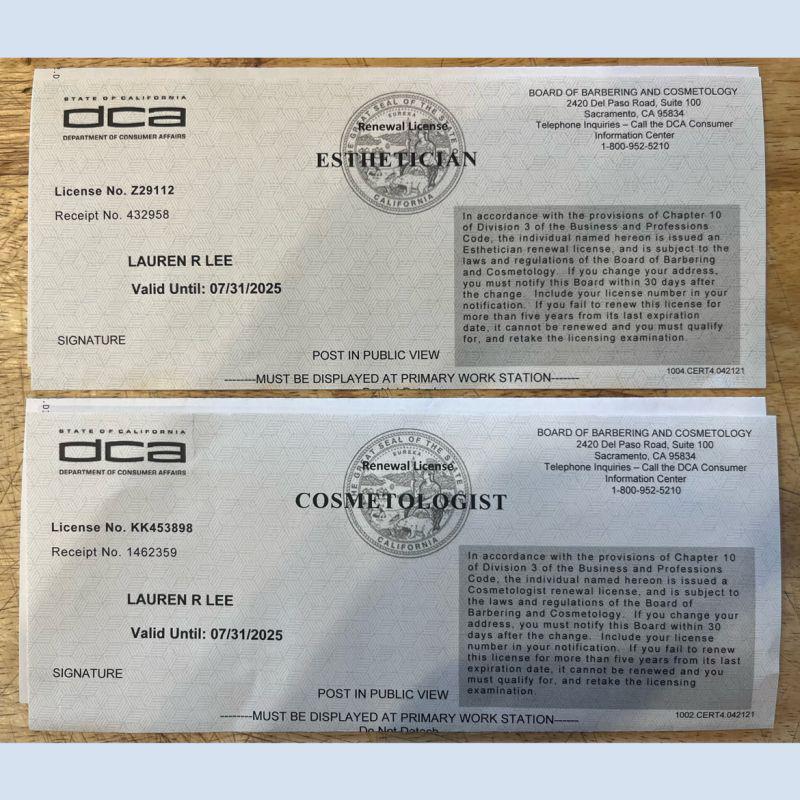 STATE OF CALIFORNIA
dca
DEPARTMENT OF CONSUMER AFFAIRS
THE GREAT SEAL OF THE STATE
EUREKA
CALIFORNIA
Renewal License
ESTHETICIAN
BOARD OF BARBERING AND COSMETOLOGY
2420 Del Paso Road, Suite 100
Sacramento, CA 95834
Telephone Inquiries – Call the DCA Consumer
Information Center
1-800-952-5210
License No. Z29112
Receipt No. 432958
LAUREN R LEE
Valid Until: 07/31/2025
In accordance with the provisions of Chapter 10
of Division 3 of the Business and Professions
Code, the individual named hereon is issued an
Esthetician renewal license, and is subject to the
laws and regulations of the Board of Barbering
and Cosmetology. If you change your address,
you must notify this Board within 30 days after
the change. Include your license number in your
notification. If you fail to renew this license for
more than five years from its last expiration
date, it cannot be renewed and you must qualify
for, and retake the licensing examination.
SIGNATURE
POST IN PUBLIC VIEW
1004.CERT4.042121
--------MUST BE DISPLAYED AT PRIMARY WORK STATION-------
STATE OF CALIFORNIA
dca
DEPARTMENT OF CONSUMER AFFAIRS
GREAT SEAL OF THE STATE
EUREKA
CALIFORNIA
Renewal License
COSMETOLOGIST
BOARD OF BARBERING AND COSMETOLOGY
2420 Del Paso Road, Suite 100
Sacramento, CA 95834
Telephone Inquiries – Call the DCA Consumer
Information Center
1-800-952-5210
License No. KK453898
Receipt No. 1462359
LAUREN R LEE
Valid Until: 07/31/2025
In accordance with the provisions of Chapter 10
of Division 3 of the Business and Professions
Code, the individual named hereon is issued a
Cosmetologist renewal license, and is subject to
the laws and regulations of the Board of
Barbering and Cosmetology. If you change your
address, you must notify this Board within 30
days after the change. Include your license
number in your notification. If you fail to renew
this license for more than five years from its last
expiration date, it cannot be renewed and you
must qualify for, and retake the licensing
examination.
SIGNATURE
POST IN PUBLIC VIEW
1002.CERT4.042121
--------MUST BE DISPLAYED AT PRIMARY WORK STATION------
Do Not Detach